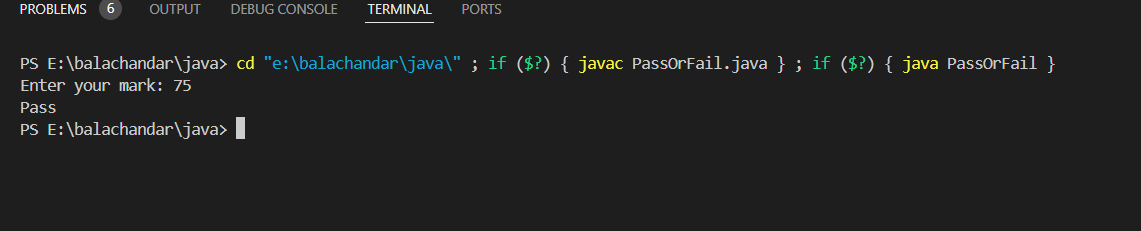 PROBLEMS 6 OUTPUT DEBUG CONSOLE TERMINAL PORTS
PS E:\balachandar\java> cd "e:\balachandar\java\" ; if ($?) { javac PassOrFail.java } ; if ($?) { java PassOrFail }
Enter your mark: 75
Pass
PS E:\balachandar\java>